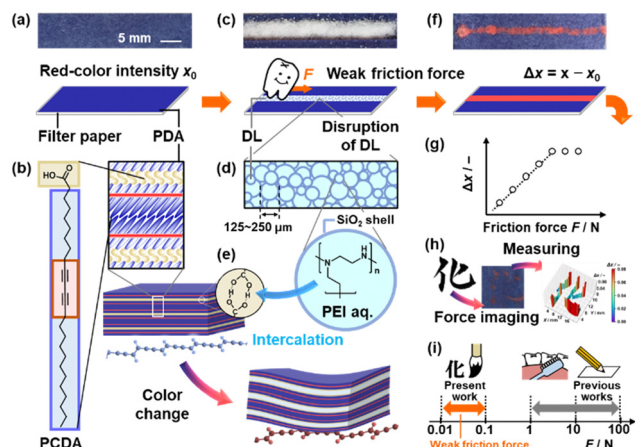 (a)
5 mm
(c)
(f)
Red-color intensity x₀
F
Weak friction force
Δx = x − x₀
Filter paper
PDA
DL
Disruption
of DL
(b)
HO
O
(d)
125~250 μm
SiO₂ shell
(g)
Δx / −
Friction force F / N
(e)
N
H
N
n
PEI aq.
Intercalation
(h)
Measuring
化
Force imaging
Color
change
PCDA
(i)
化
Present
work
Previous
works
0.01
0.1
1
10
100
Weak friction force
F / N